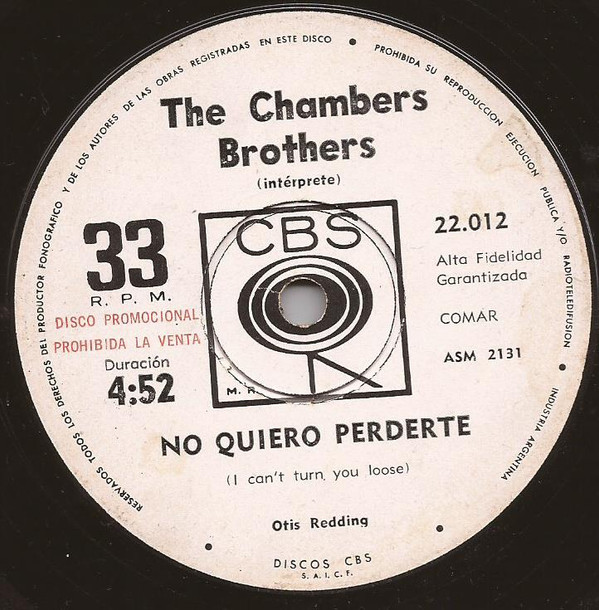 RESERVADOS TODOS LOS DERECHOS DEL PRODUCTOR FONOGRAFICO Y DE LOS AUTORES DE LAS OBRAS REGISTRADAS EN ESTE DISCO • PROHIBIDA SU REPRODUCCION EJECUCION PUBLICA Y/O RADIOTELEDIFUSION • INDUSTRIA ARGENTINA
The Chambers
Brothers
(intérprete)
CBS
33
R. P. M.
DISCO PROMOCIONAL
PROHIBIDA LA VENTA
Duración
4:52
22.012
Alta Fidelidad
Garantizada
COMAR
ASM 2131
M. R.
NO QUIERO PERDERTE
(I can't turn you loose)
Otis Redding
DISCOS CBS
S. A. I. C. F.